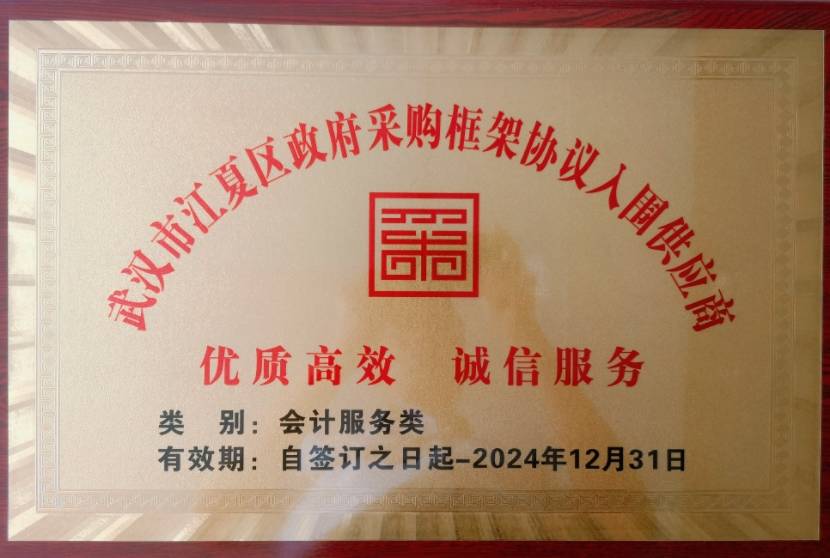 武汉市江夏区政府采购框架协议入围供应商
优质高效 诚信服务
类 别：会计服务类
有效期：自签订之日起-2024年12月31日